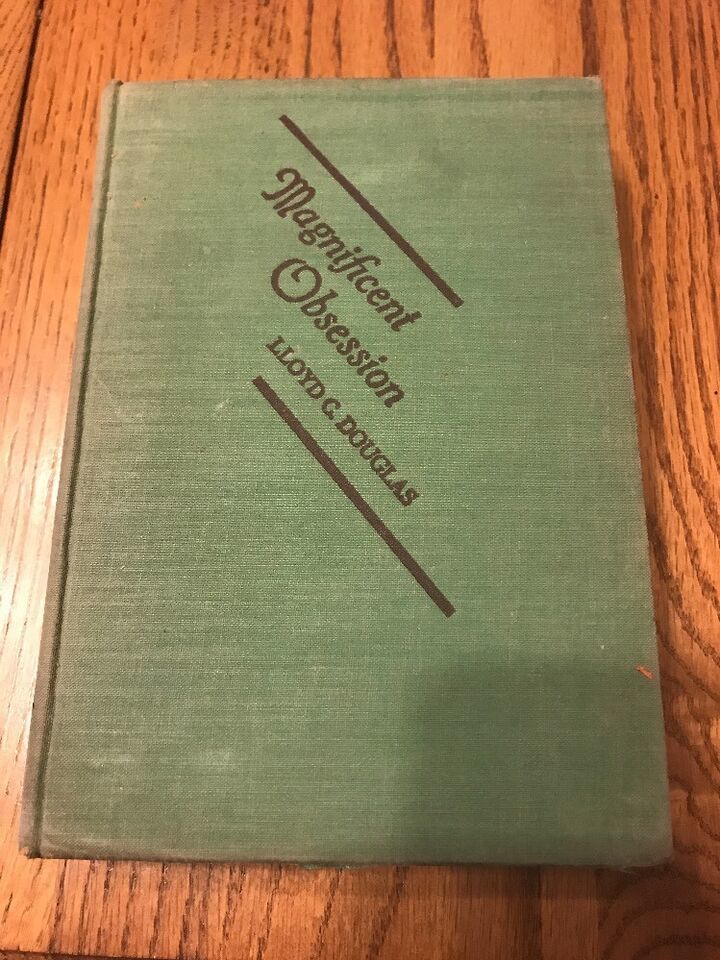 Magnificent
Obsession
LLOYD C. DOUGLAS